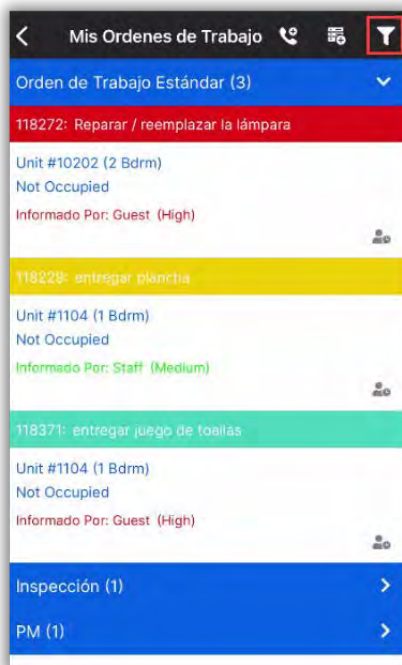 Mis Ordenes de Trabajo
Orden de Trabajo Estándar (3)
118272: Reparar / reemplazar la lámpara
Unit #10202 (2 Bdrm)
Not Occupied
Informado Por: Guest (High)
118229: entregar plancha
Unit #1104 (1 Bdrm)
Not Occupied
Informado Por: Staff (Medium)
118371: entregar juego de toallas
Unit #1104 (1 Bdrm)
Not Occupied
Informado Por: Guest (High)
Inspección (1)
PM (1)